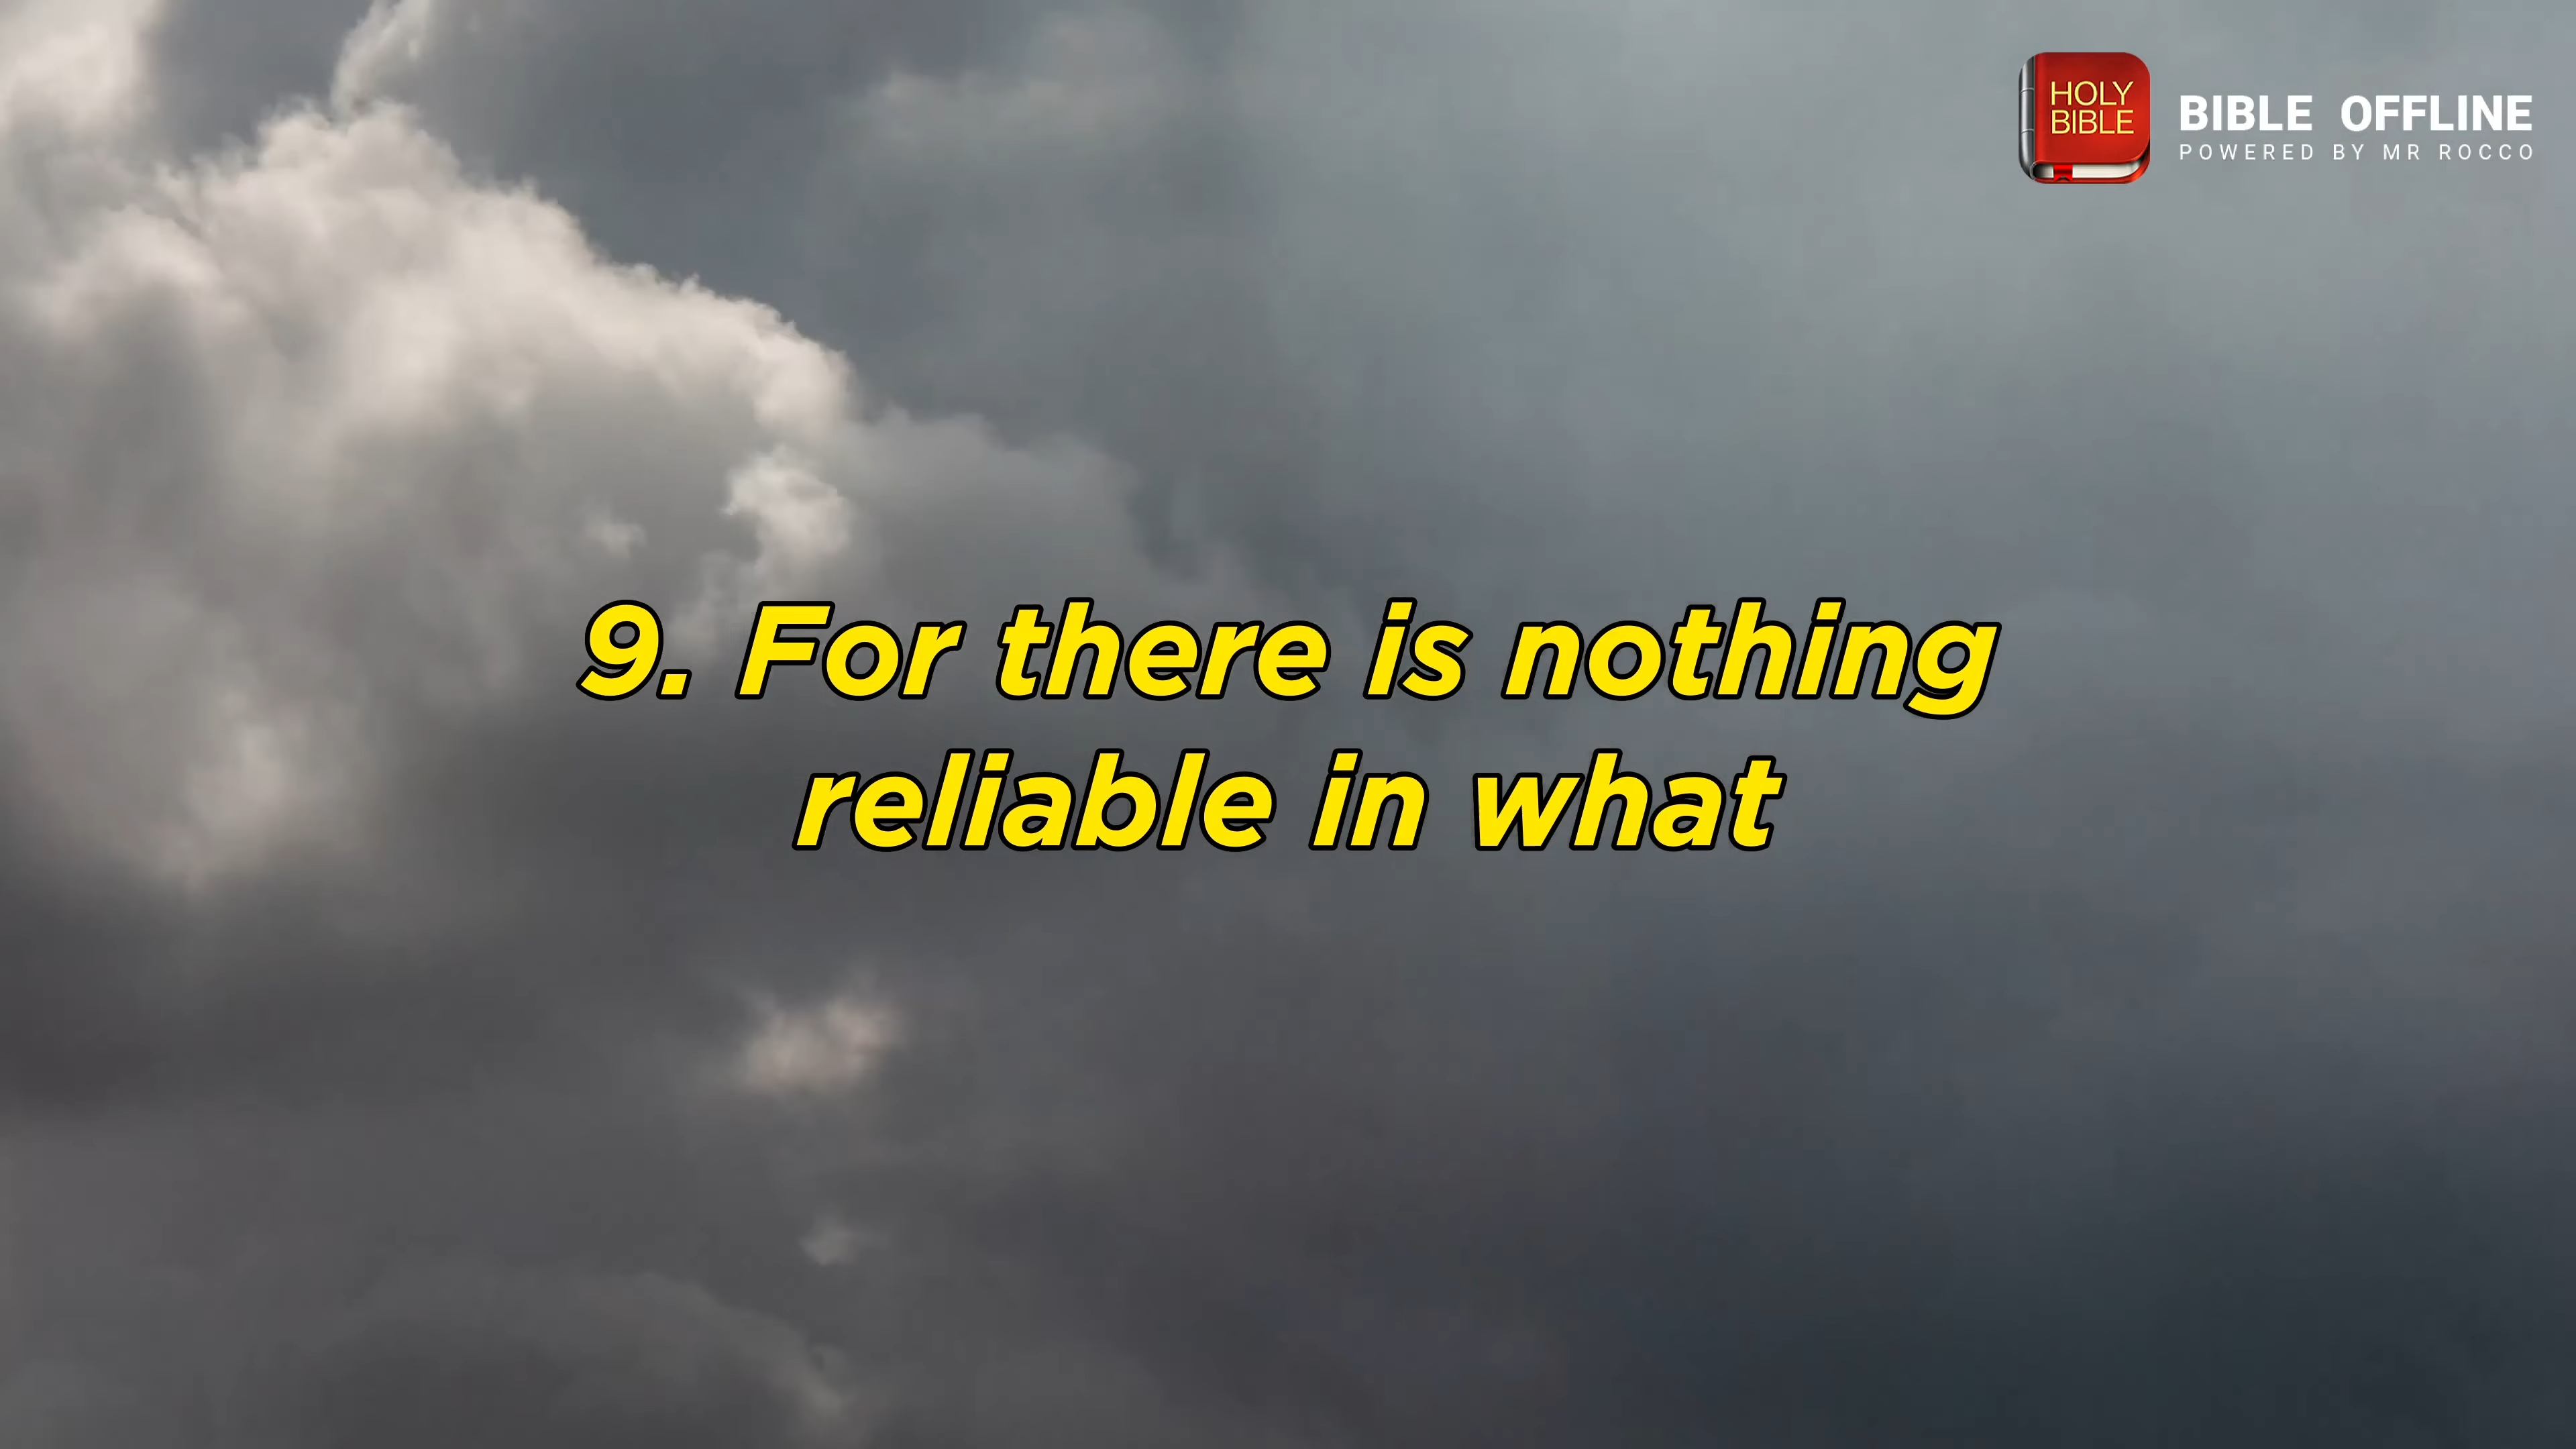 HOLY
BIBLE
BIBLE OFFLINE
POWERED BY MR ROCCO
9. For there is nothing
reliable in what